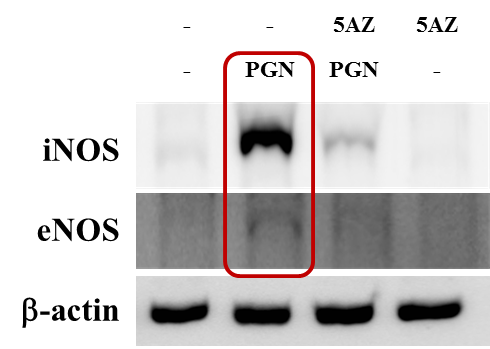 - - 5AZ 5AZ
- PGN PGN -
iNOS
eNOS
β-actin